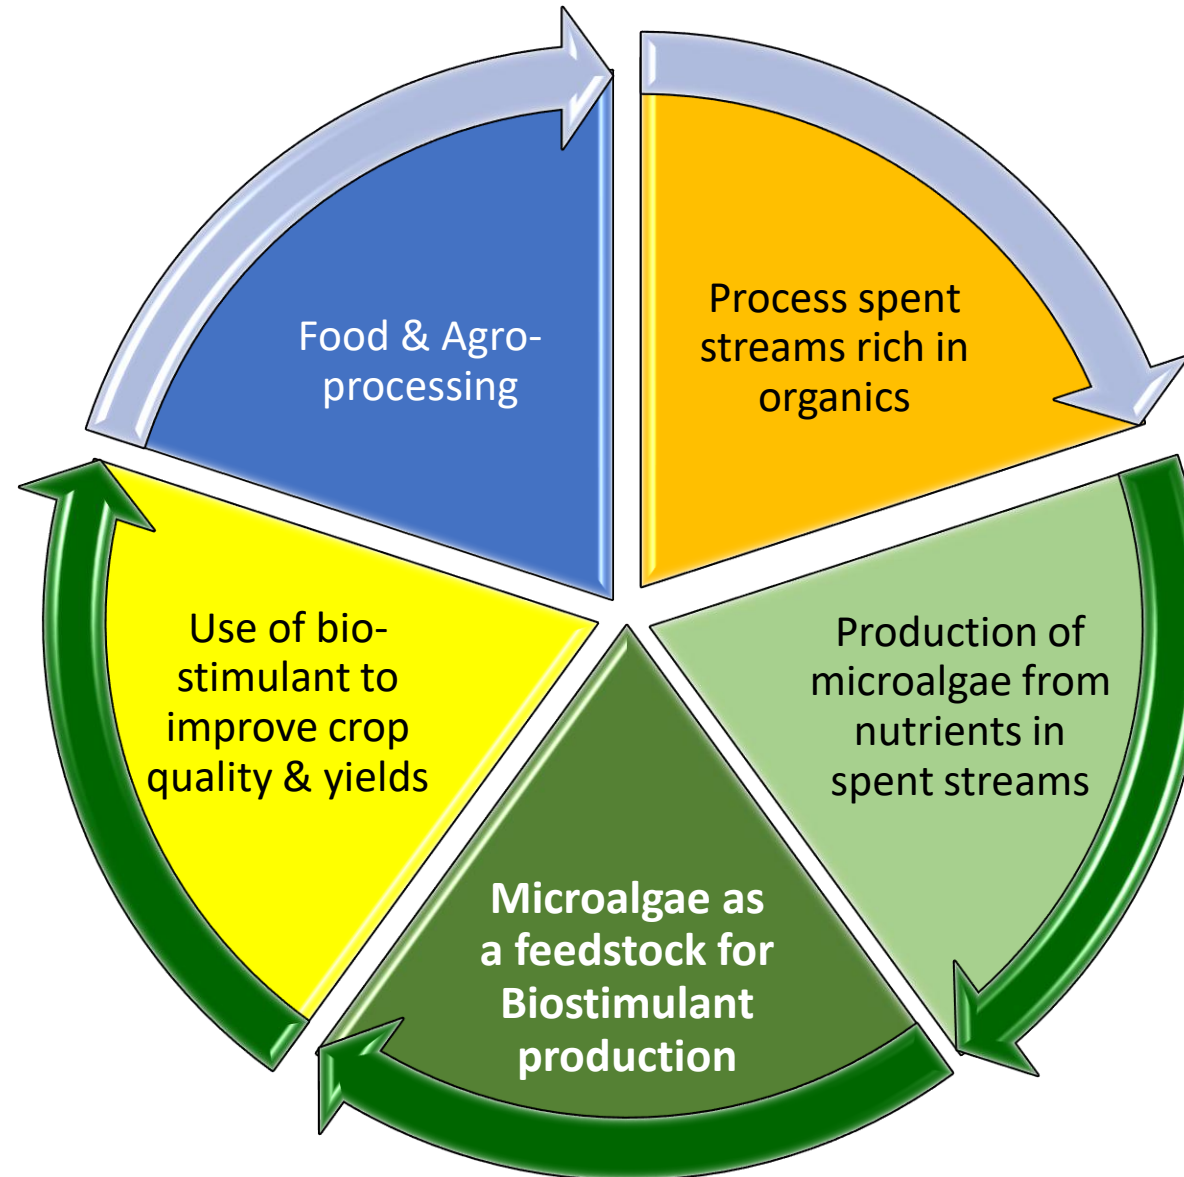 Food & Agro-
processing
Process spent
streams rich in
organics
Production of
microalgae from
nutrients in
spent streams
Microalgae as
a feedstock for
Biostimulant
production
Use of bio-
stimulant to
improve crop
quality & yields